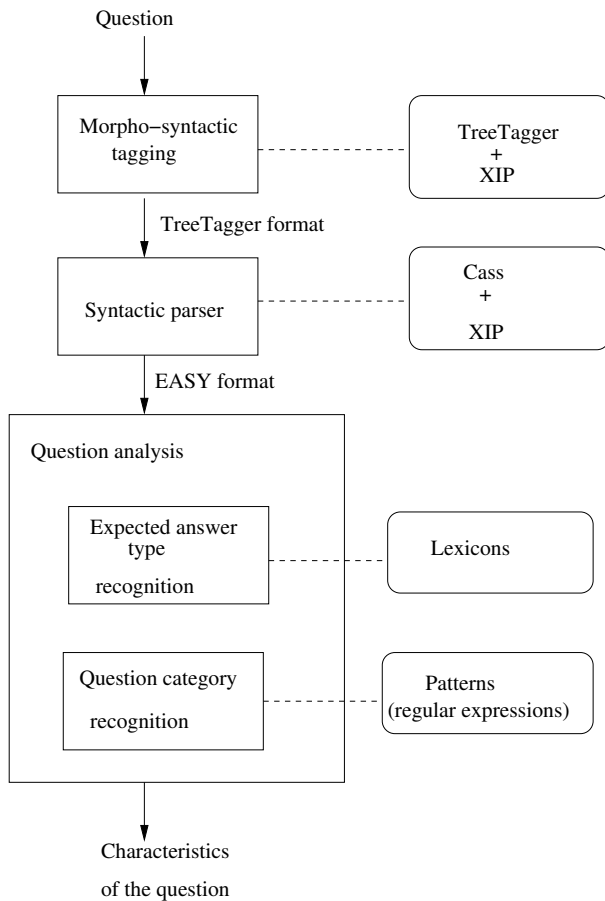 Question
Morpho−syntactic
tagging
TreeTagger
+
XIP
TreeTagger format
Syntactic parser
Cass
+
XIP
EASY format
Question analysis
Expected answer
type
recognition
Lexicons
Question category
recognition
Patterns
(regular expressions)
Characteristics
of the question